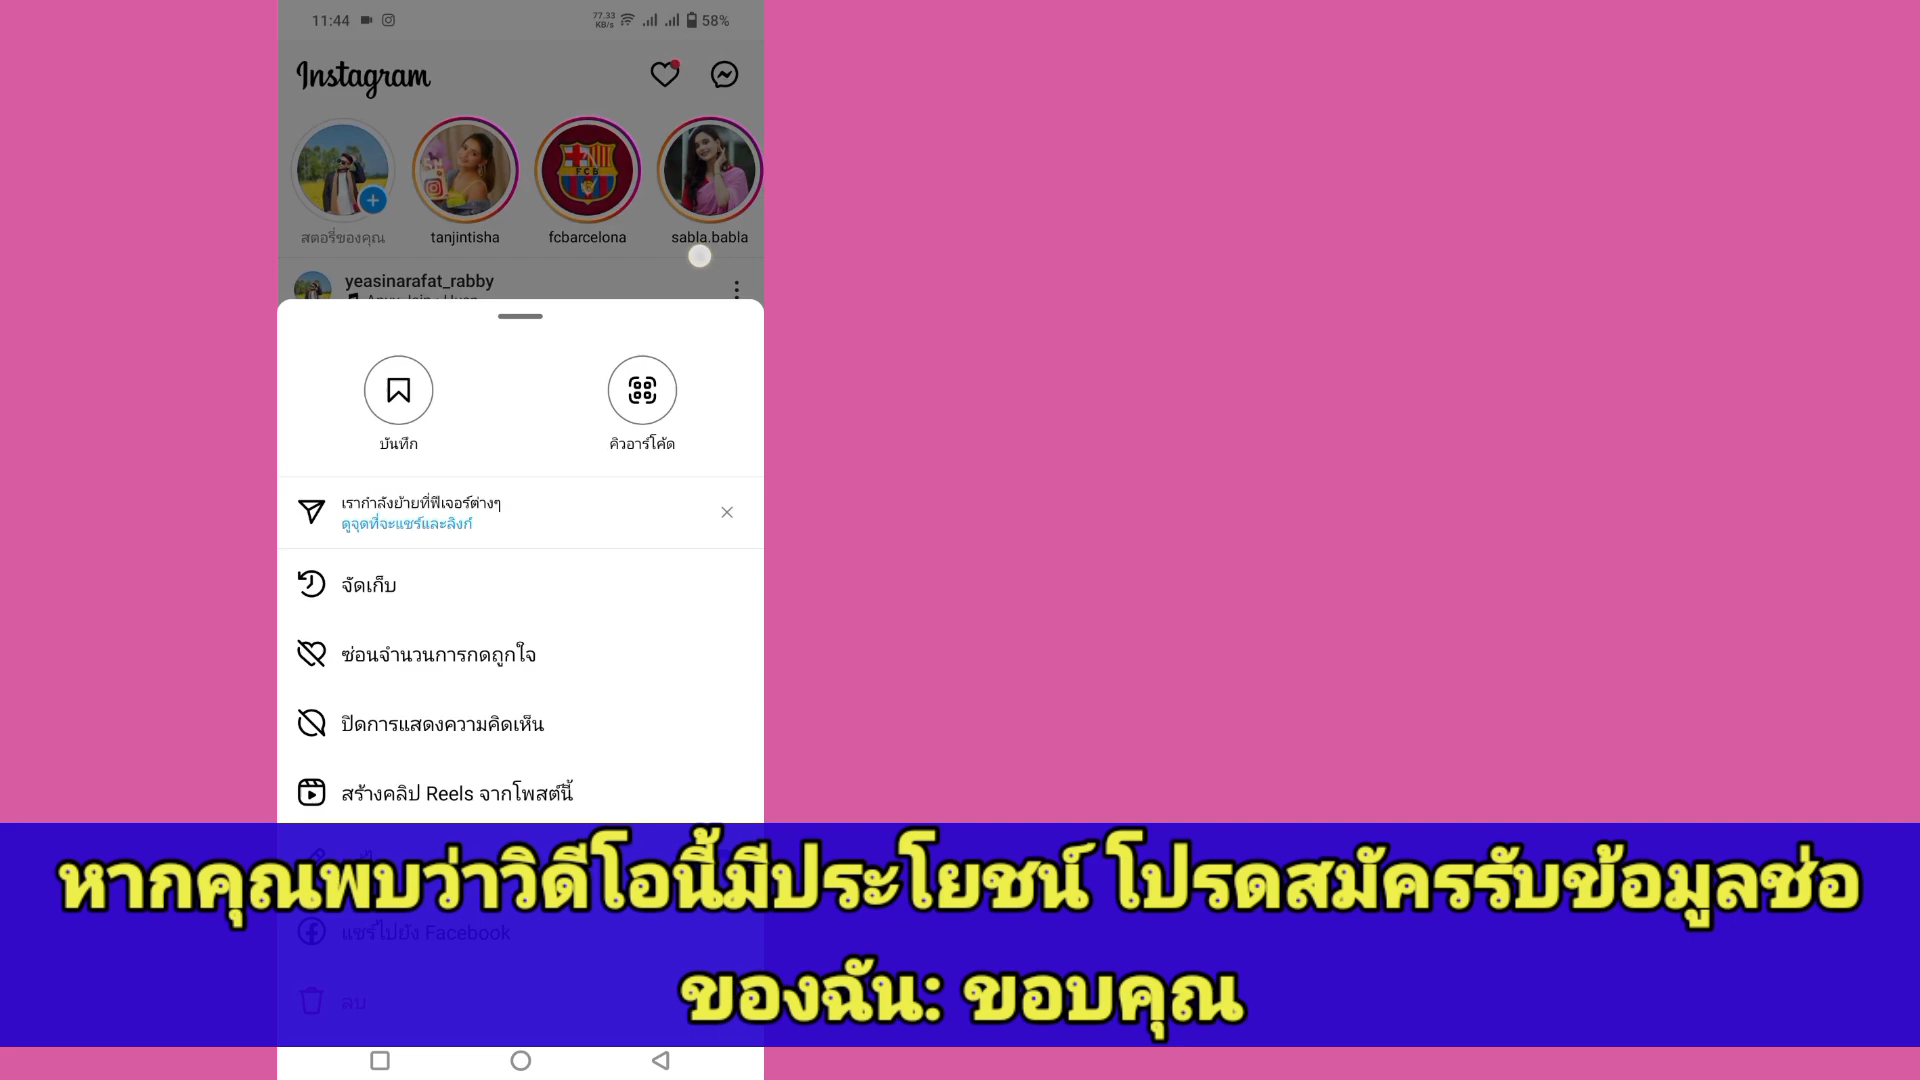 11:44
77.33 KB/s
58%
Instagram
สตอรี่ของคุณ
tanjintisha
fcbarcelona
sabla.babla
yeasinarafat_rabby
บันทึก
คิวอาร์โค้ด
เรากำลังย้ายที่ฟีเจอร์ต่างๆ
ดูจุดที่จะแชร์และลิงก์
จัดเก็บ
ซ่อนจำนวนการกดถูกใจ
ปิดการแสดงความคิดเห็น
สร้างคลิป Reels จากโพสต์นี้
หากคุณพบว่าวิดีโอนี้มีประโยชน์ โปรดสมัครรับข้อมูลช่อ
แชร์ไปยัง Facebook
ของฉัน: ขอบคุณ
ลบ